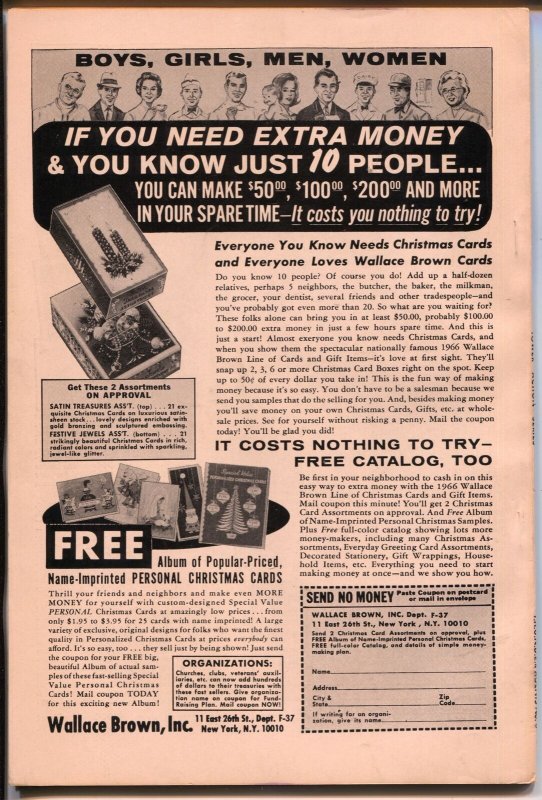 BOYS, GIRLS, MEN, WOMEN
IF YOU NEED EXTRA MONEY
& YOU KNOW JUST 10 PEOPLE...
YOU CAN MAKE $50⁰⁰, $100⁰⁰, $200⁰⁰ AND MORE
IN YOUR SPARE TIME—It costs you nothing to try!
Everyone You Know Needs Christmas Cards
and Everyone Loves Wallace Brown Cards
Do you know 10 people? Of course you do! Add up a half-dozen
relatives, perhaps 5 neighbors, the butcher, the baker, the milkman,
the grocer, your dentist, several friends and other tradespeople—and
you've probably got even more than 20. So what are you waiting for?
These folks alone can bring you in at least $50.00, probably $100.00
to $200.00 extra money in just a few hours spare time. And this is
just a start! Almost everyone you know needs Christmas Cards, and
when you show them the spectacular nationally famous 1966 Wallace
Brown Line of Cards and Gift Items—it's love at first sight. They'll
snap up 2, 3, 6 or more Christmas Card Boxes right on the spot. Keep
up to 50¢ of every dollar you take in! This is the fun way of making
money because it's so easy. You don't have to be a salesman because we
send you samples that do the selling for you. And, besides making money
you'll save money on your own Christmas Cards, Gifts, etc. at whole-
sale prices. See for yourself without risking a penny. Mail the coupon
today! You'll be glad you did!
Get These 2 Assortments
ON APPROVAL
SATIN TREASURES ASS'T. (top) . . . 21 ex-
quisite Christmas Cards on luxurious satin-
sheen stock...lovely designs enriched with
gold bronzing and sculptured embossing.
FESTIVE JEWELS ASS'T. (bottom) . . . 21
strikingly beautiful Christmas Cards in rich,
radiant colors and sprinkled with sparkling,
jewel-like glitter.
IT COSTS NOTHING TO TRY—
FREE CATALOG, TOO
Be first in your neighborhood to cash in on this
easy way to extra money with the 1966 Wallace
Brown Line of Christmas Cards and Gift Items.
Mail coupon this minute! You'll get 2 Christmas
Card Assortments on approval. And Free Album
of Name-Imprinted Personal Christmas Samples.
Plus Free full-color catalog showing lots more
money-makers, including many Christmas As-
sortments, Everyday Greeting Card Assortments,
Decorated Stationery, Gift Wrappings, House-
hold Items, etc. Everything you need to start
making money at once—and we show you how.
Special Value
PERSONALIZED CHRISTMAS CARDS
FREE
Album of Popular-Priced,
Name-Imprinted PERSONAL CHRISTMAS CARDS
Thrill your friends and neighbors and make even MORE
MONEY for yourself with custom-designed Special Value
PERSONAL Christmas Cards at amazingly low prices . . . from
only $1.95 to $3.95 for 25 cards with name imprinted! A large
variety of exclusive, original designs for folks who want the finest
quality in Personalized Christmas Cards at prices everybody can
afford. It's so easy, too . . . they sell just by being shown! Just send
the coupon for your FREE big,
beautiful Album of actual sam-
ples of these fast-selling Special
Value Personal Christmas
Cards! Mail coupon TODAY
for this exciting new Album!
ORGANIZATIONS:
Churches, clubs, veterans' auxil-
iaries, etc. can now add hundreds
of dollars to their treasuries with
these fast sellers. Give organiza-
tion name on coupon for Fund-
Raising Plan. Mail coupon NOW!
Wallace Brown, Inc. 11 East 26th St., Dept. F-37
New York, N.Y. 10010
SEND NO MONEY Paste Coupon on postcard
or mail in envelope
WALLACE BROWN, INC. Dept. F-37
11 East 26th St., New York, N.Y. 10010
Send 2 Christmas Card Assortments on approval, plus
FREE Album of Name-Imprinted Personal Christmas Cards,
FREE full-color Catalog, and details of simple money-
making plan.
Name
Address
City & Zip
State Code
If writing for an organi-
zation, give its name